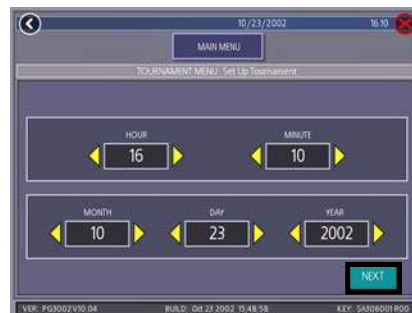 10/23/2002 16:10
MAIN MENU
TOURNAMENT MENU Set Up Tournament
HOUR MINUTE
16 10
MONTH DAY YEAR
10 23 2002
NEXT
VER: PG3002V10.04 BUILD: Oct 23 2002 15:48:58 KEY: SA106001R00